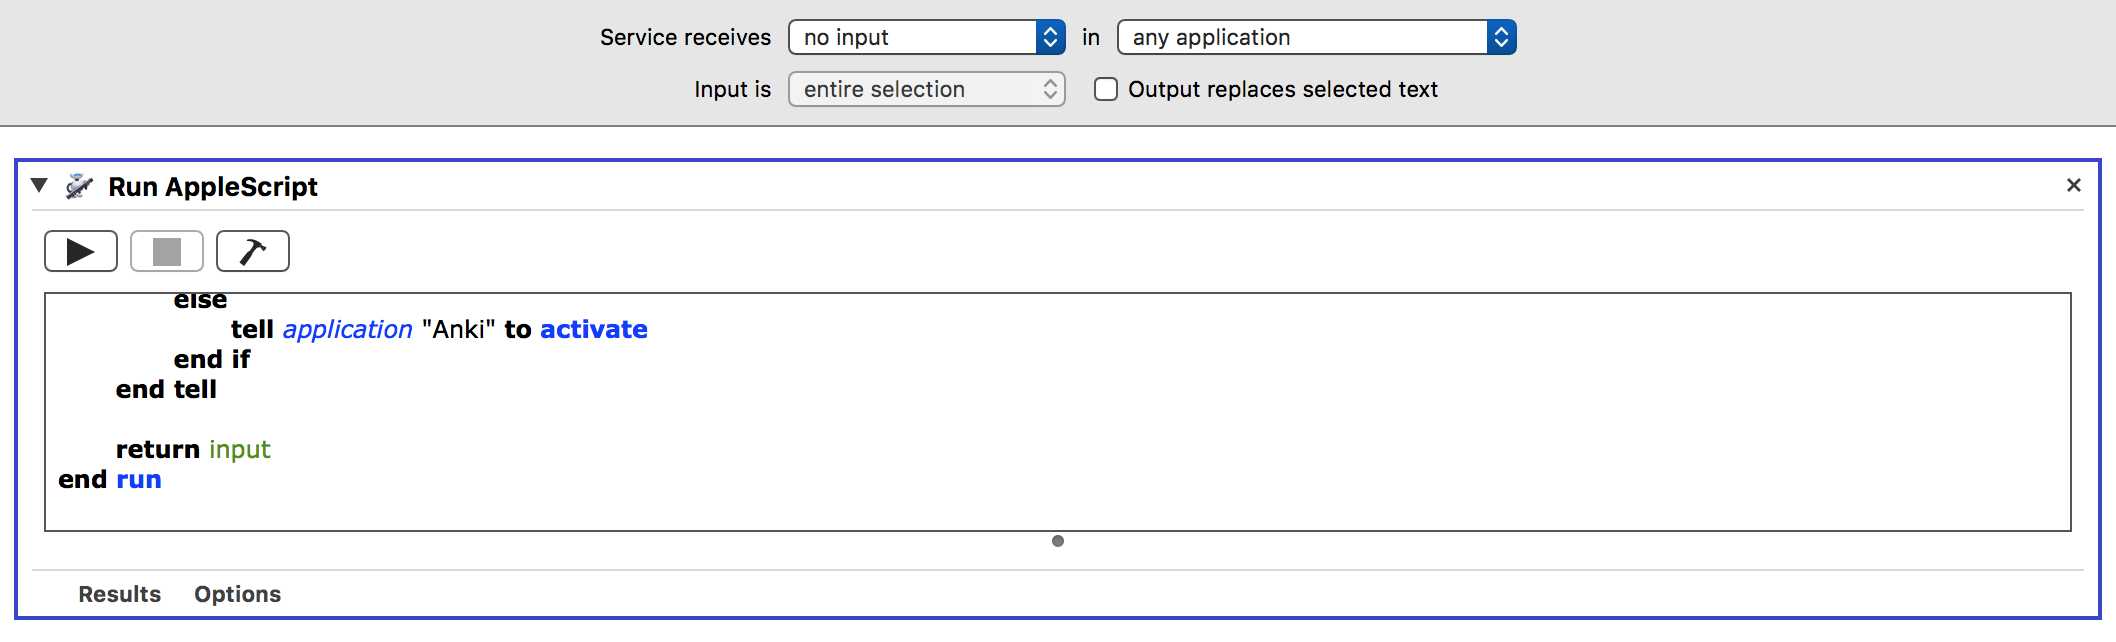 Service receives no input in any application
Input is entire selection Output replaces selected text
Run AppleScript
else
tell application "Anki" to activate
end if
end tell
return input
end run
Results Options